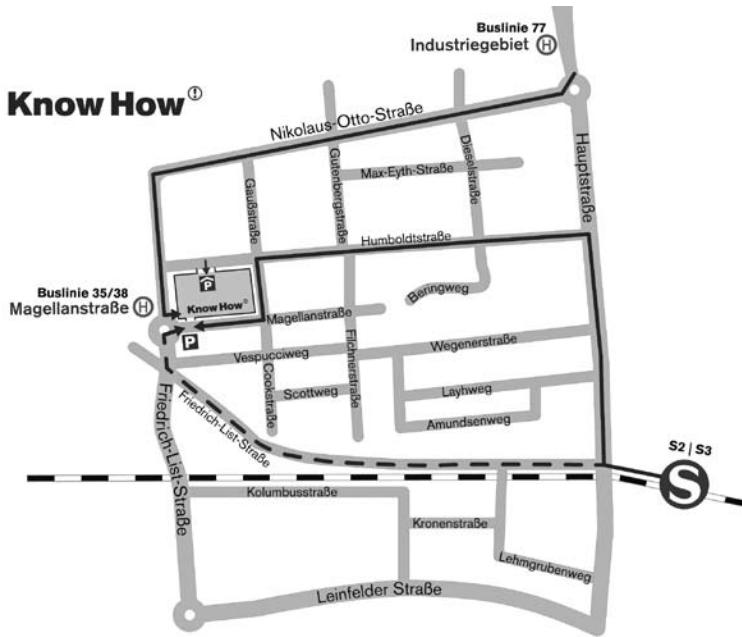 Buslinie 77
Industriegebiet H
Know How!
Nikolaus-Otto-Straße
Hauptstraße
Gutenbergstraße
Dieselstraße
Max-Eyth-Straße
Gaußstraße
Humboldtstraße
P
Know How!
Beringweg
Buslinie 35/38
Magellanstraße H
Magellanstraße
P
Filchnerstraße
Wegenerstraße
Vespucciweg
Cookstraße
Scottweg
Layhweg
Amundsenweg
Friedrich-List-Straße
Friedrich-List-Straße
S2 | S3
S
Kolumbusstraße
Kronenstraße
Lehmgrubenweg
Leinfelder Straße